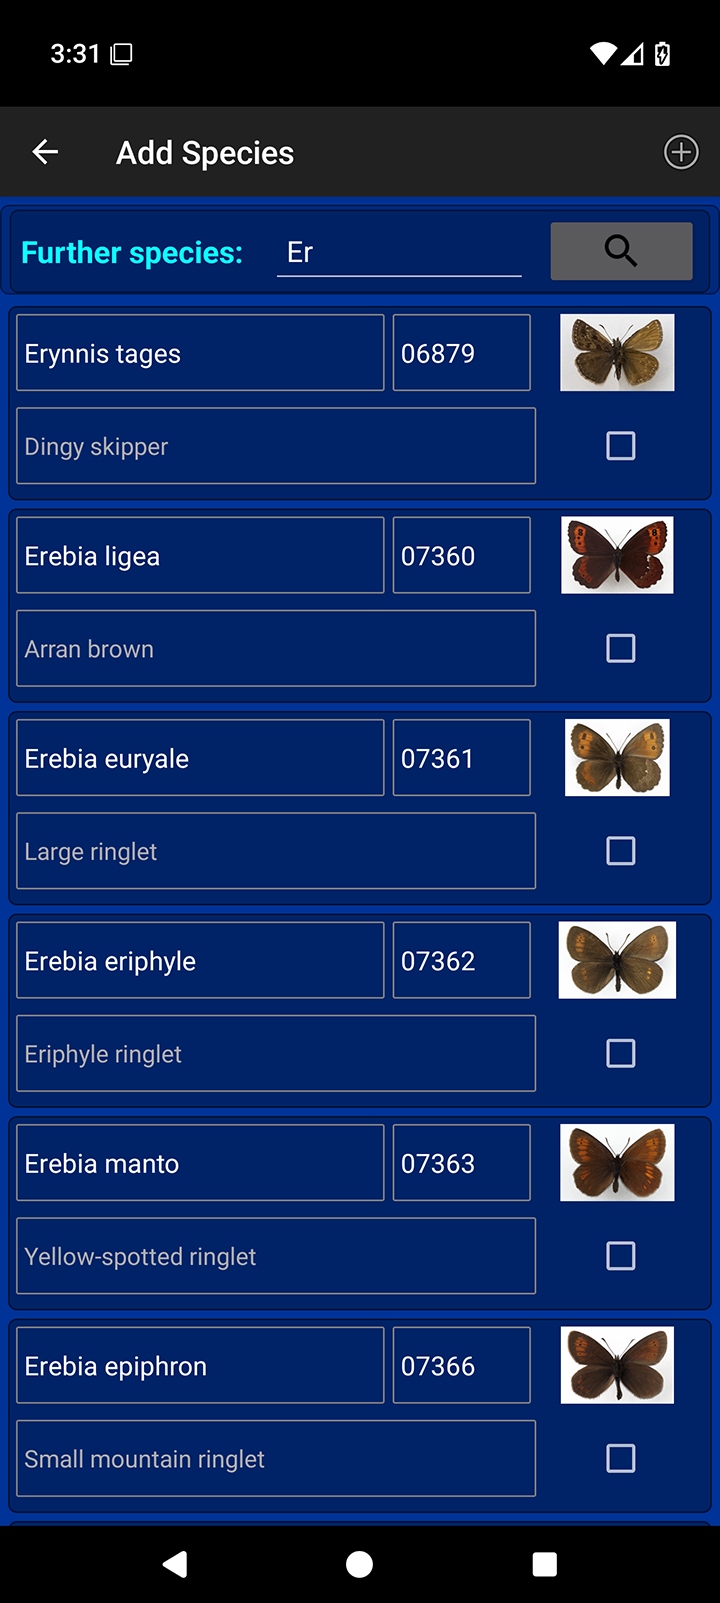 3:31
Add Species
Further species: Er
Erynnis tages 06879
Dingy skipper
Erebia ligea 07360
Arran brown
Erebia euryale 07361
Large ringlet
Erebia eriphyle 07362
Eriphyle ringlet
Erebia manto 07363
Yellow-spotted ringlet
Erebia epiphron 07366
Small mountain ringlet